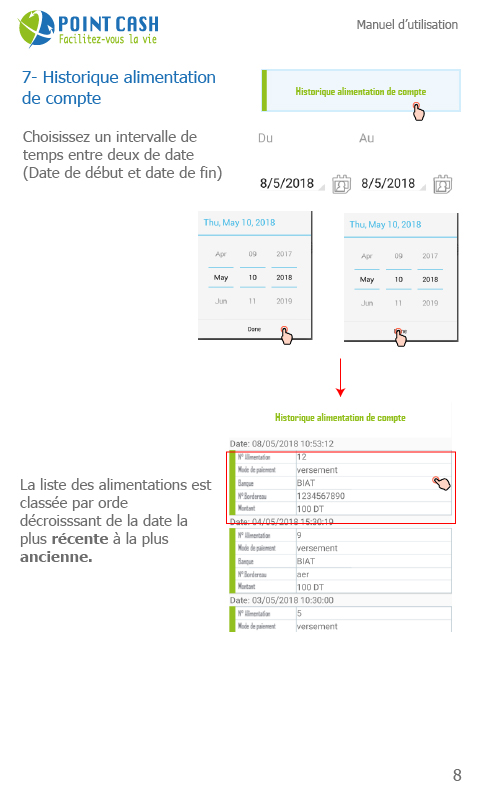 POINT CASH
Facilitez-vous la vie
Manuel d'utilisation
7- Historique alimentation
de compte
Historique alimentation de compte
Choisissez un intervalle de
temps entre deux de date
(Date de début et date de fin)
Du Au
8/5/2018 8/5/2018
Thu, May 10, 2018
Apr 09 2017
May 10 2018
Jun 11 2019
Done
Thu, May 10, 2018
Apr 09 2017
May 10 2018
Jun 11 2019
Historique alimentation de compte
Date: 08/05/2018 10:53:12
N° Alimentation 12
Mode de paiement versement
Banque BIAT
N° Bordereau 1234567890
Montant 100 DT
Date: 04/05/2018 15:30:19
N° Alimentation 9
Mode de paiement versement
Banque BIAT
N° Bordereau aer
Montant 100 DT
Date: 03/05/2018 10:30:00
N° Alimentation 5
Mode de paiement versement
La liste des alimentations est
classée par orde
décroisssant de la date la
plus récente à la plus
ancienne.
8